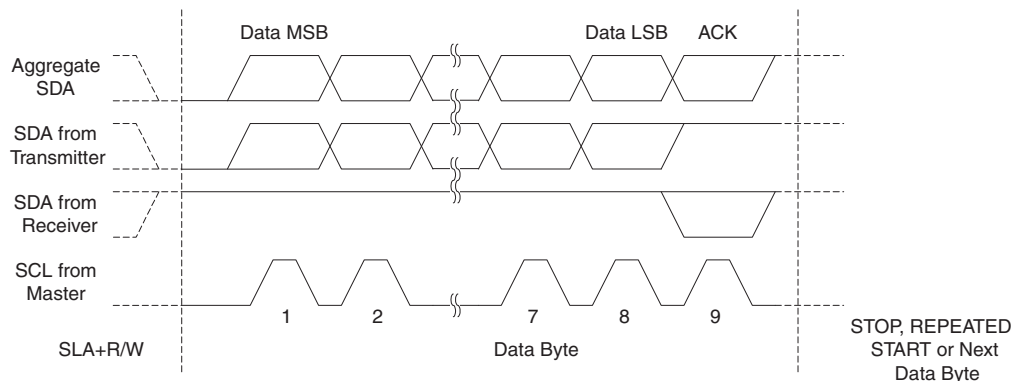 Data MSB
Data LSB
ACK
Aggregate
SDA
SDA from
Transmitter
SDA from
Receiver
SCL from
Master
1
2
7
8
9
SLA+R/W
Data Byte
STOP, REPEATED
START or Next
Data Byte